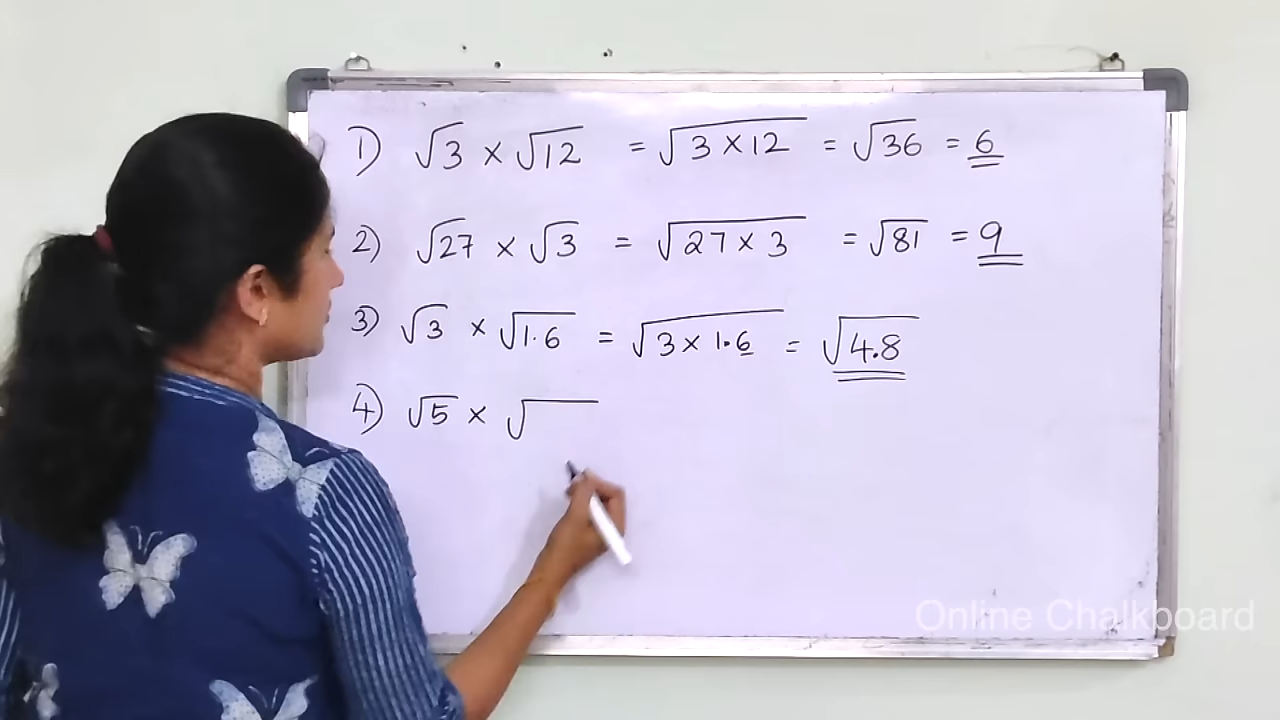 1) √3 × √12 = √3 × 12 = √36 = 6
2) √27 × √3 = √27 × 3 = √81 = 9
3) √3 × √1.6 = √3 × 1.6 = √4.8
4) √5 × √
Online Chalkboard